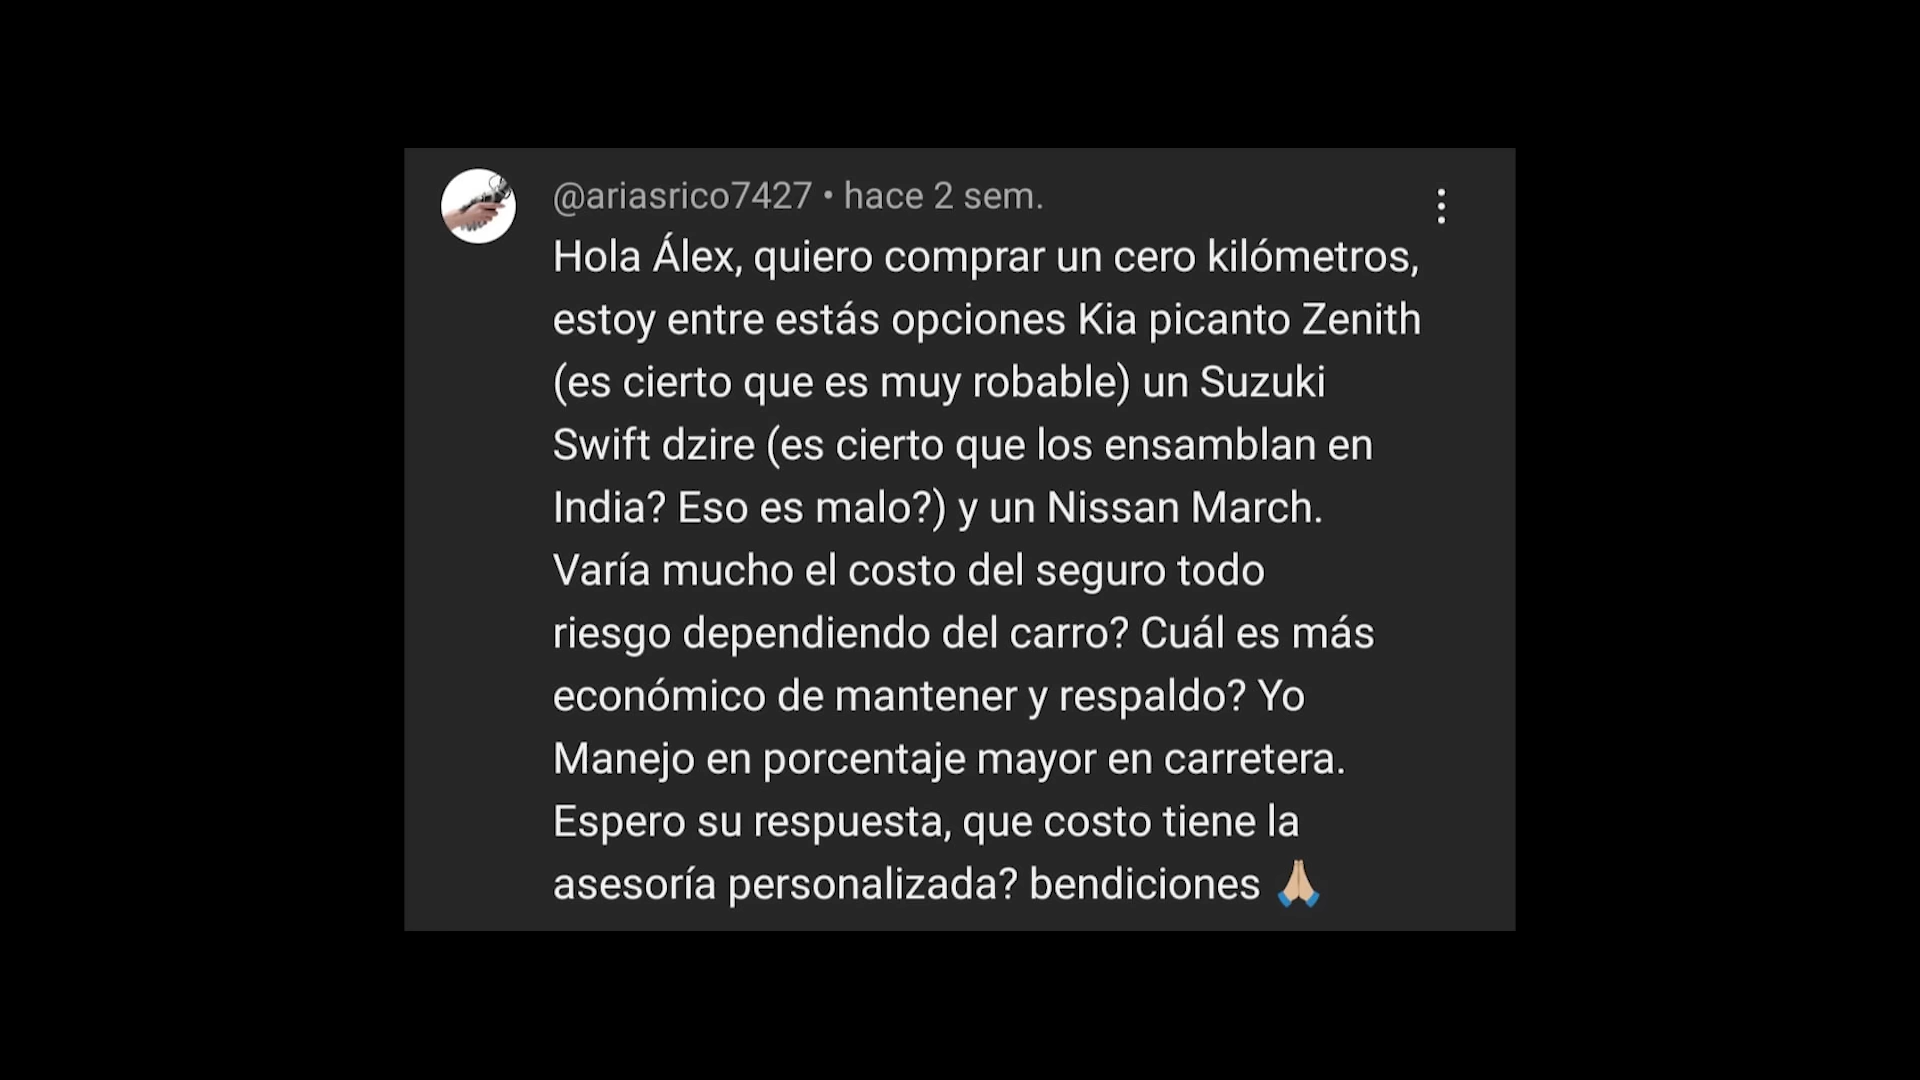 @ariasrico7427 • hace 2 sem.
Hola Álex, quiero comprar un cero kilómetros,
estoy entre estás opciones Kia picanto Zenith
(es cierto que es muy robable) un Suzuki
Swift dzire (es cierto que los ensamblan en
India? Eso es malo?) y un Nissan March.
Varía mucho el costo del seguro todo
riesgo dependiendo del carro? Cuál es más
económico de mantener y respaldo? Yo
Manejo en porcentaje mayor en carretera.
Espero su respuesta, que costo tiene la
asesoría personalizada? bendiciones 🙏🏼